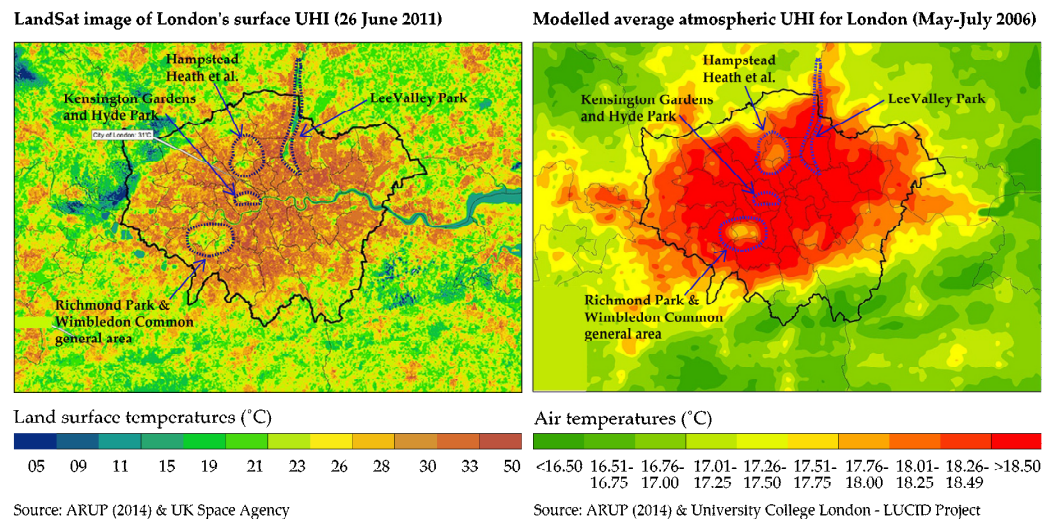 LandSat image of London's surface UHI (26 June 2011)
Hampstead
Heath et al.
Kensington Gardens
and Hyde Park
LeeValley Park
City of London: 31°C
Richmond Park &
Wimbledon Common
general area
Land surface temperatures (°C)
05 09 11 15 19 21 23 26 28 30 33 50
Source: ARUP (2014) & UK Space Agency
Modelled average atmospheric UHI for London (May-July 2006)
Hampstead
Heath et al.
Kensington Gardens
and Hyde Park
LeeValley Park
Richmond Park &
Wimbledon Common
general area
Air temperatures (°C)
<16.50 16.51- 16.76- 17.01- 17.26- 17.51- 17.76- 18.01- 18.26- >18.50
16.75 17.00 17.25 17.50 17.75 18.00 18.25 18.49
Source: ARUP (2014) & University College London - LUCID Project